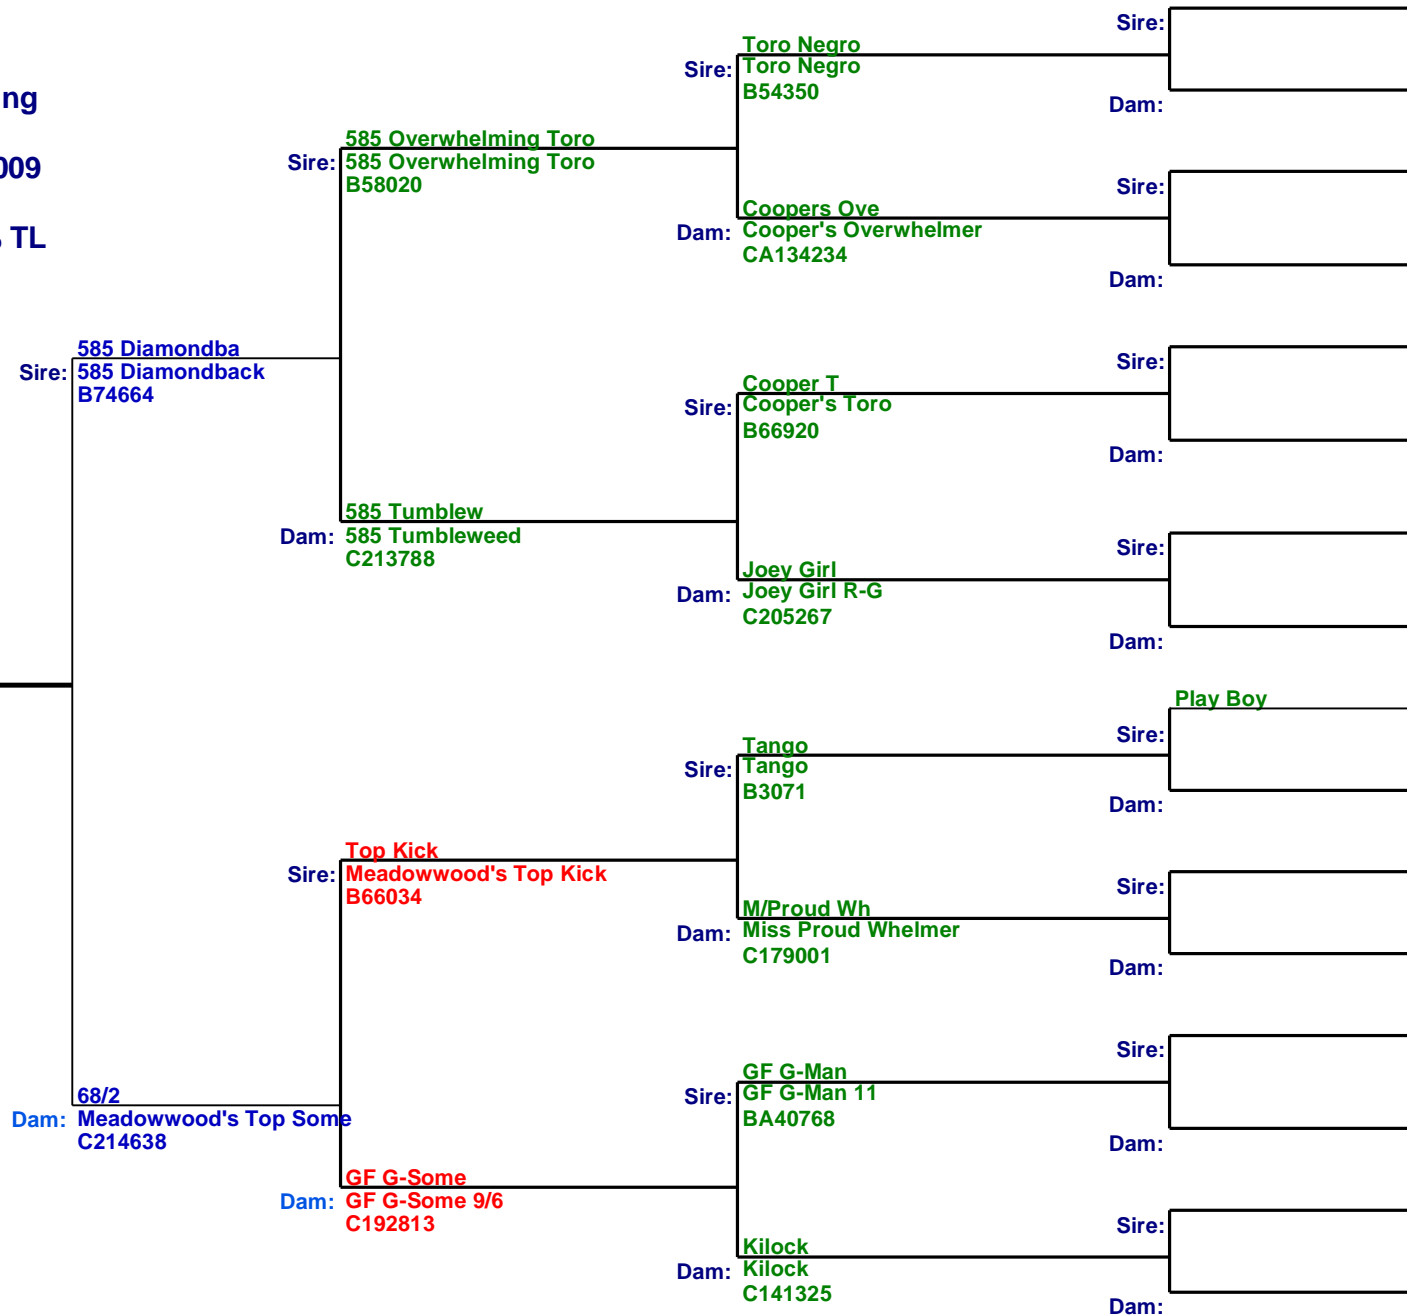 ng
009
TL
Sire:
585 Diamondba
585 Diamondback
B74664
Dam:
68/2
Meadowwood's Top Some
C214638
Sire:
585 Overwhelming Toro
585 Overwhelming Toro
B58020
Dam:
585 Tumblew
585 Tumbleweed
C213788
Sire:
Top Kick
Meadowwood's Top Kick
B66034
Dam:
GF G-Some
GF G-Some 9/6
C192813
Sire:
Toro Negro
Toro Negro
B54350
Dam:
Coopers Ove
Cooper's Overwhelmer
CA134234
Sire:
Cooper T
Cooper's Toro
B66920
Dam:
Joey Girl
Joey Girl R-G
C205267
Sire:
Tango
Tango
B3071
Dam:
M/Proud Wh
Miss Proud Whelmer
C179001
Sire:
GF G-Man
GF G-Man 11
BA40768
Dam:
Kilock
Kilock
C141325
Sire:
Dam:
Sire:
Dam:
Sire:
Dam:
Sire:
Dam:
Play Boy
Sire:
Dam:
Sire:
Dam:
Sire:
Dam:
Sire:
Dam: